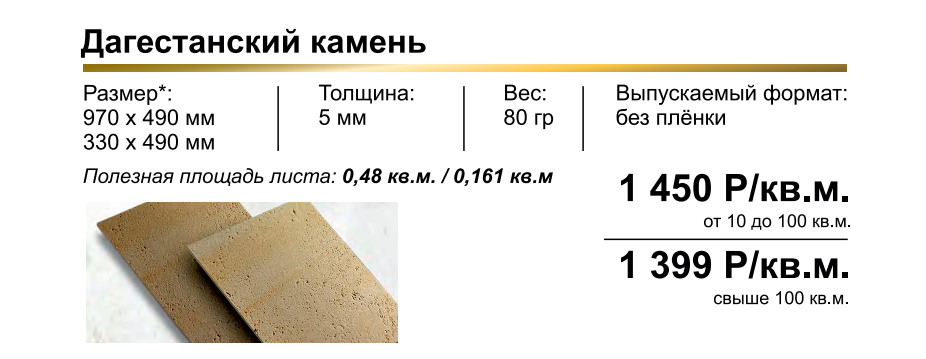 Дагестанский камень
Размер*:
970 x 490 мм
330 x 490 мм
Толщина:
5 мм
Вес:
80 гр
Выпускаемый формат:
без плёнки
Полезная площадь листа: 0,48 кв.м. / 0,161 кв.м
1 450 Р/кв.м.
от 10 до 100 кв.м.
1 399 Р/кв.м.
свыше 100 кв.м.